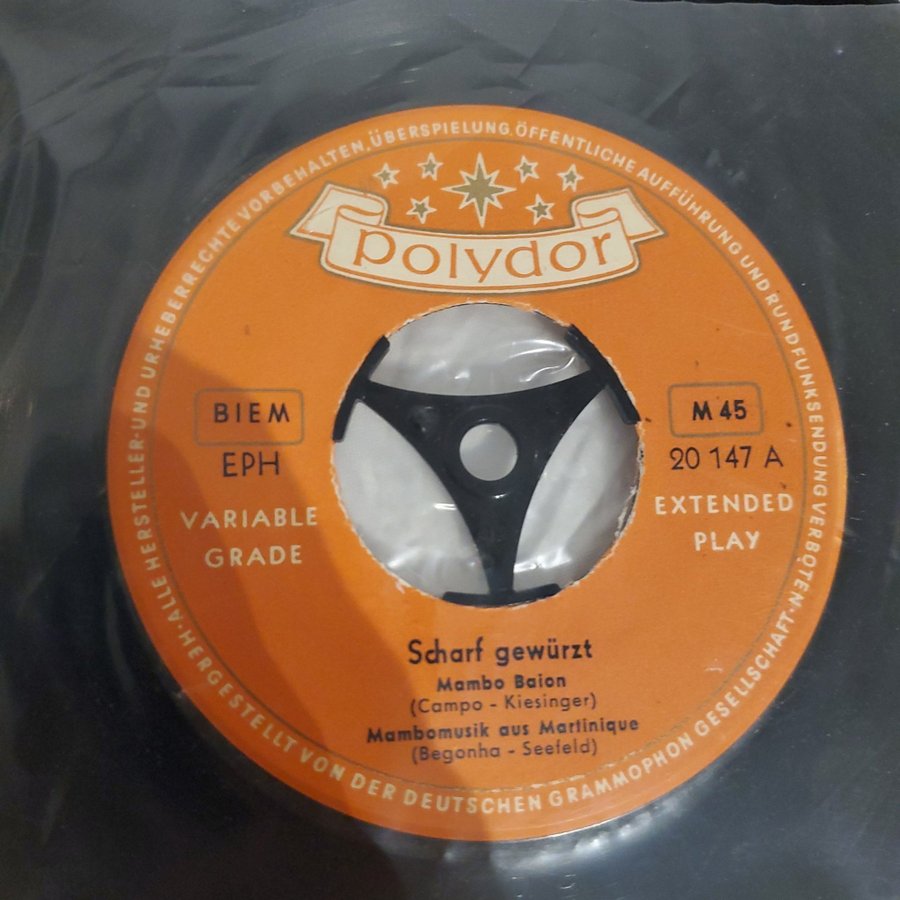 ALLE HERSTELLER- UND URHEBERRECHTE VORBEHALTEN, ÜBERSPIELUNG, ÖFFENTLICHE AUFFÜHRUNG UND RUNDFUNKSENDUNG VERBOTEN · HERGESTELLT VON DER DEUTSCHEN GRAMMOPHON GESELLSCHAFT ·
polydor
BIEM
EPH
VARIABLE
GRADE
M 45
20 147 A
EXTENDED
PLAY
Scharf gewürzt
Mambo Baion
(Campo - Kiesinger)
Mambomusik aus Martinique
(Begonha - Seefeld)